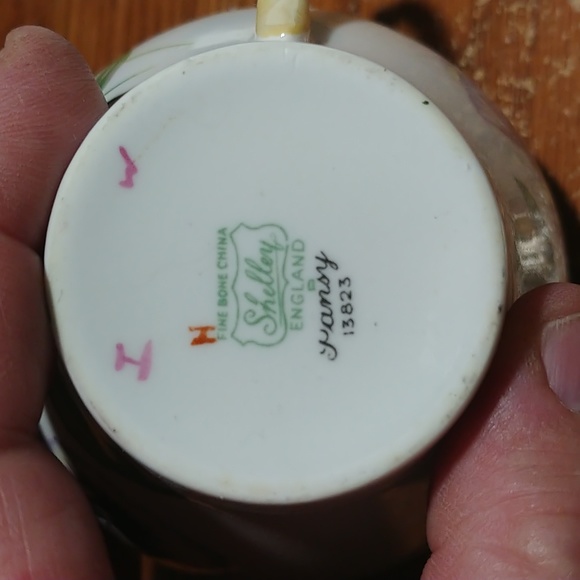 FINE BONE CHINA
Shelley
ENGLAND
Pansy
13823
H
I
W